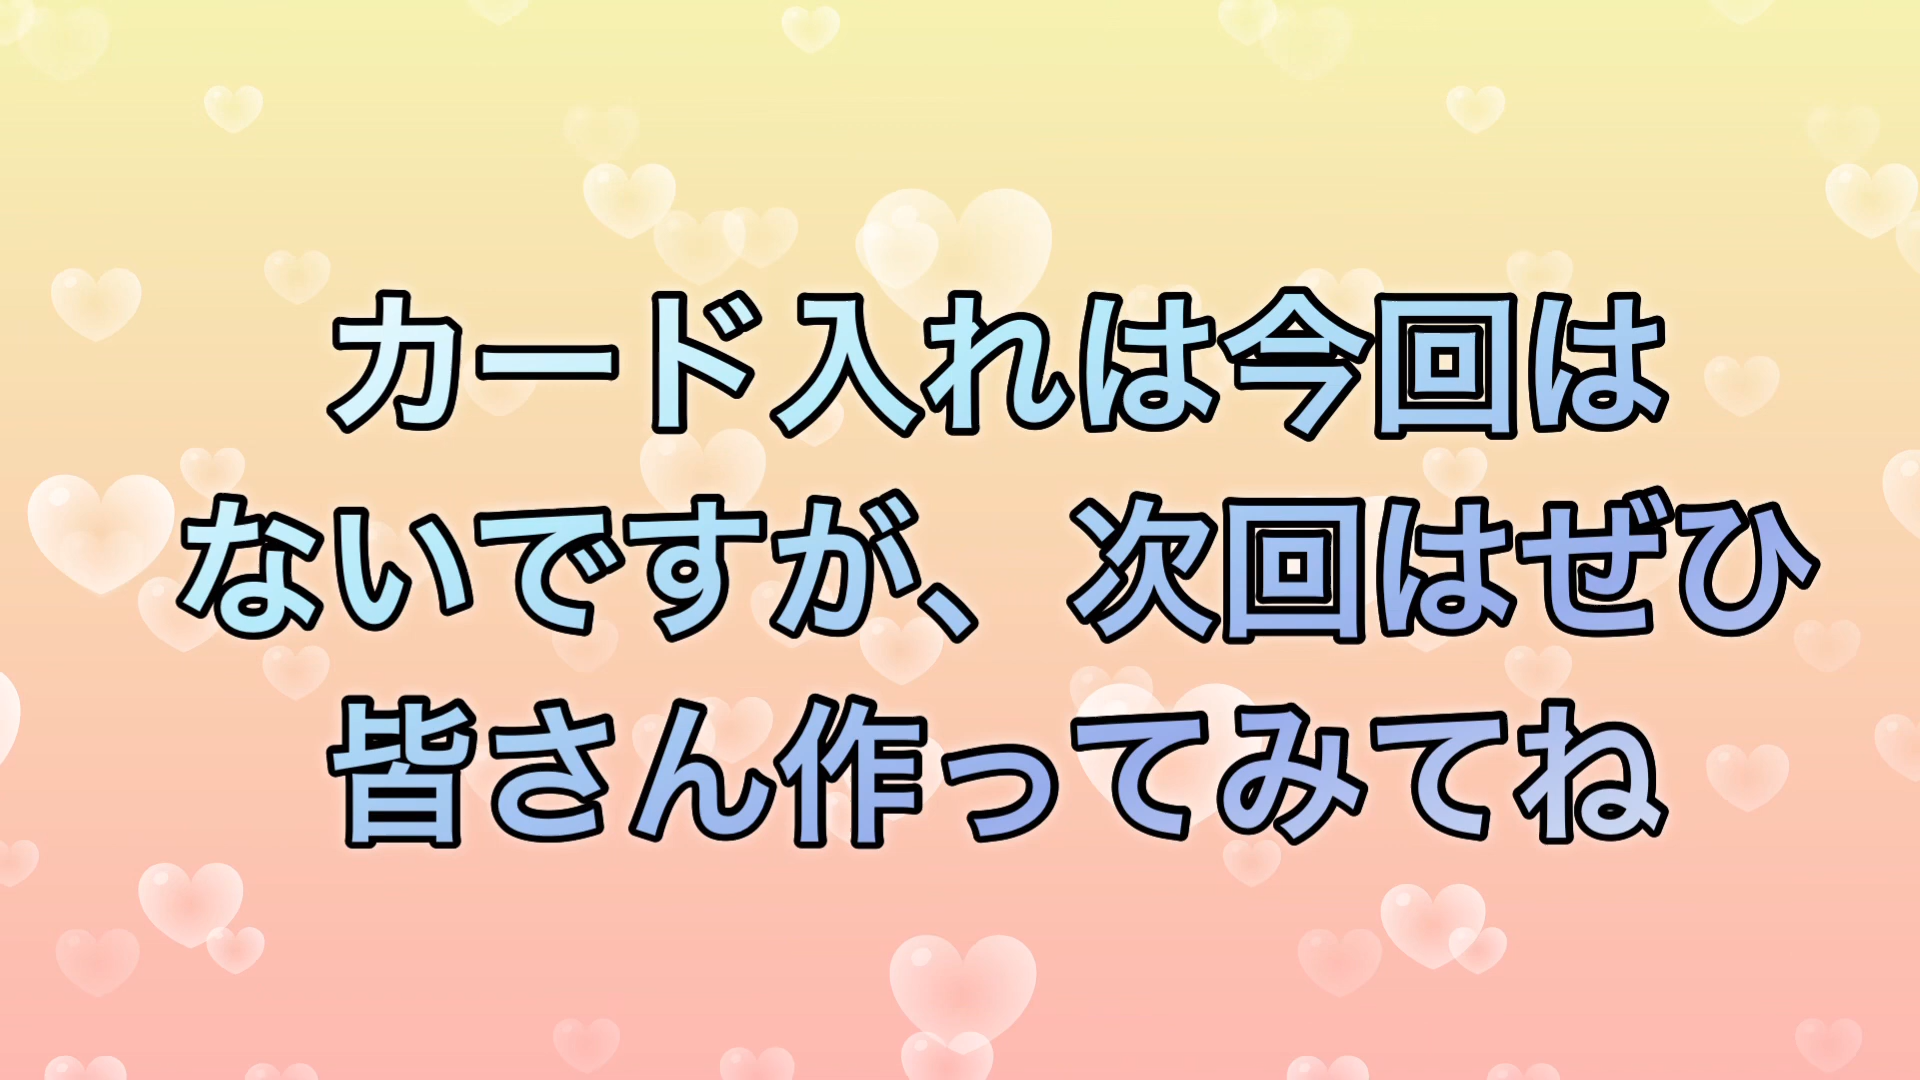 カード入れは今回は
ないですが、次回はぜひ
皆さん作ってみてね